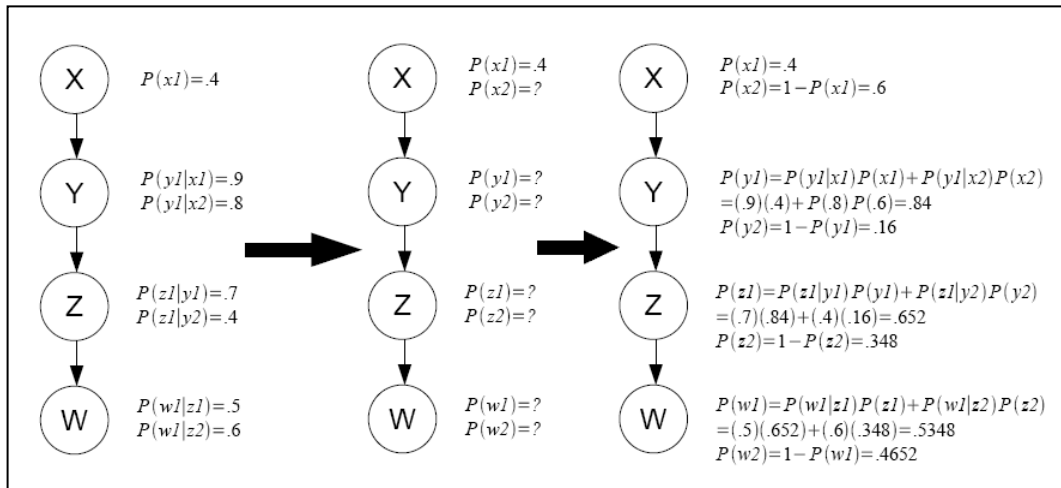 X
P(x1)=.4
Y
P(y1|x1)=.9
P(y1|x2)=.8
Z
P(z1|y1)=.7
P(z1|y2)=.4
W
P(w1|z1)=.5
P(w1|z2)=.6
X
P(x1)=.4
P(x2)=?
Y
P(y1)=?
P(y2)=?
Z
P(z1)=?
P(z2)=?
W
P(w1)=?
P(w2)=?
X
P(x1)=.4
P(x2)=1−P(x1)=.6
Y
P(y1)=P(y1|x1)P(x1)+P(y1|x2)P(x2)
=(.9)(.4)+P(.8)P(.6)=.84
P(y2)=1−P(y1)=.16
Z
P(z1)=P(z1|y1)P(y1)+P(z1|y2)P(y2)
=(.7)(.84)+(.4)(.16)=.652
P(z2)=1−P(z2)=.348
W
P(w1)=P(w1|z1)P(z1)+P(w1|z2)P(z2)
=(.5)(.652)+(.6)(.348)=.5348
P(w2)=1−P(w1)=.4652